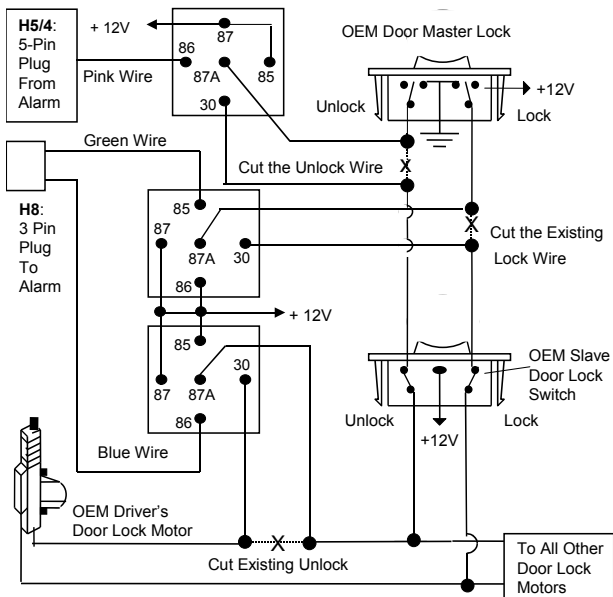 H5/4:
5-Pin
Plug
From
Alarm
+ 12V
87
86
87A
85
30
Pink Wire
OEM Door Master Lock
Unlock
+12V
Lock
Green Wire
Cut the Unlock Wire
X
H8:
3 Pin
Plug
To
Alarm
85
87
87A
30
86
X
Cut the Existing
Lock Wire
+ 12V
85
30
87
87A
86
OEM Slave
Door Lock
Switch
Unlock
+12V
Lock
Blue Wire
OEM Driver's
Door Lock Motor
X
Cut Existing Unlock
To All Other
Door Lock
Motors